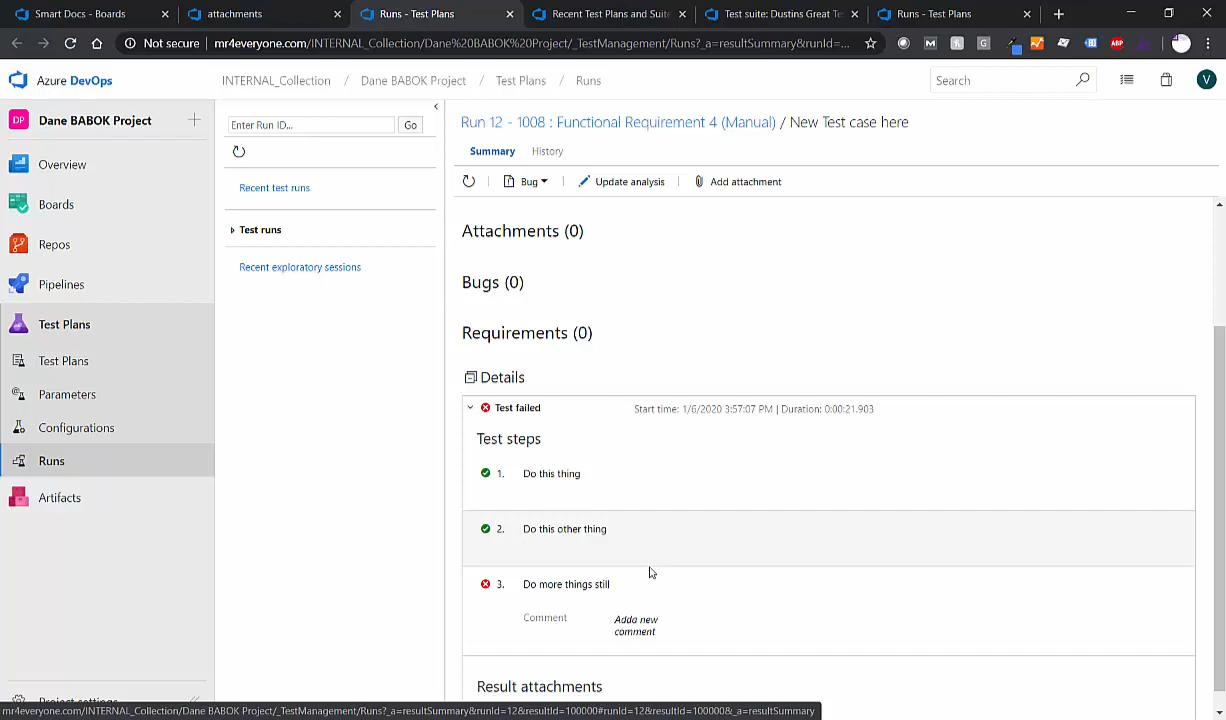 Smart Docs - Boards
attachments
Runs - Test Plans
Recent Test Plans and Suite
Test suite: Dustins Great Te
Runs - Test Plans
Not secure
mr4everyone.com/INTERNAL_Collection/Dane%20BABOK%20Project/_TestManagement/Runs?_a=resultSummary&runId=...
ABP
Azure DevOps
INTERNAL_Collection / Dane BABOK Project / Test Plans / Runs
Search
V
DP
Dane BABOK Project
Overview
Boards
Repos
Pipelines
Test Plans
Test Plans
Parameters
Configurations
Runs
Artifacts
Project settings
Enter Run ID...
Go
Recent test runs
Test runs
Recent exploratory sessions
Run 12 - 1008 : Functional Requirement 4 (Manual) / New Test case here
Summary
History
Bug
Update analysis
Add attachment
Attachments (0)
Bugs (0)
Requirements (0)
Details
Test failed
Start time: 1/6/2020 3:57:07 PM | Duration: 0:00:21.903
Test steps
1. Do this thing
2. Do this other thing
3. Do more things still
Comment
Adda new
comment
Result attachments
mr4everyone.com/INTERNAL_Collection/Dane BABOK Project/_TestManagement/Runs?_a=resultSummary&runId=12&resultId=100000#runId=12&resultId=100000&_a=resultSummary